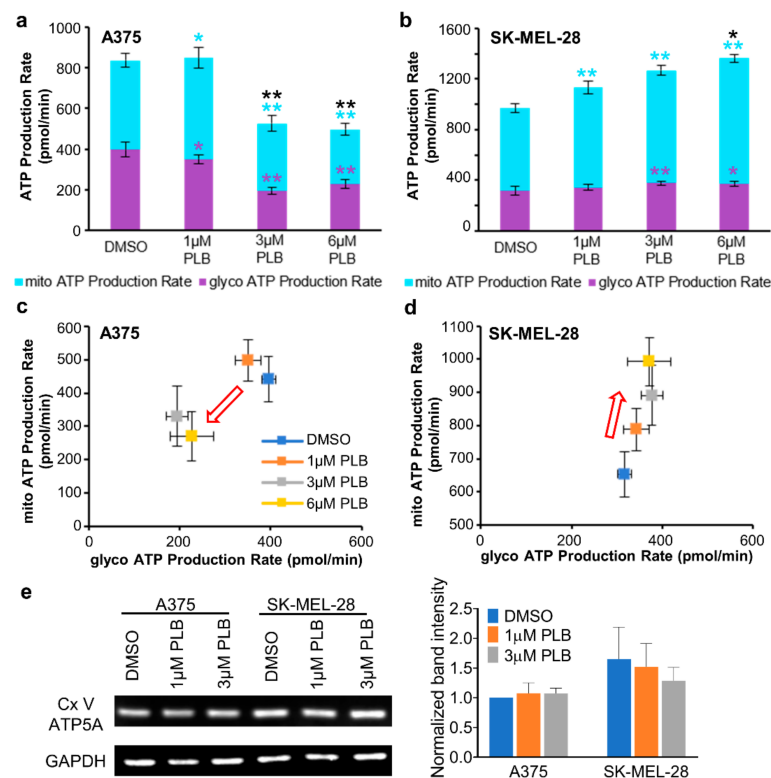 a
A375
ATP Production Rate
(pmol/min)
1000
800
600
400
200
0
*
*
**
**
**
**
**
**
DMSO
1µM
PLB
3µM
PLB
6µM
PLB
mito ATP Production Rate
glyco ATP Production Rate
b
SK-MEL-28
ATP Production Rate
(pmol/min)
1600
1200
800
400
0
**
**
**
*
**
*
DMSO
1µM
PLB
3µM
PLB
6µM
PLB
mito ATP Production Rate
glyco ATP Production Rate
c
A375
mito ATP Production Rate
(pmol/min)
600
500
400
300
200
100
0
0
200
400
600
glyco ATP Production Rate (pmol/min)
DMSO
1µM PLB
3µM PLB
6µM PLB
d
SK-MEL-28
mito ATP Production Rate
(pmol/min)
1100
1000
900
800
700
600
500
0
200
400
600
glyco ATP Production Rate (pmol/min)
e
A375
SK-MEL-28
DMSO
1µM PLB
3µM PLB
DMSO
1µM PLB
3µM PLB
Cx V
ATP5A
GAPDH
Normalized band intensity
2.5
2.0
1.5
1.0
0.5
0.0
DMSO
1µM PLB
3µM PLB
A375
SK-MEL-28